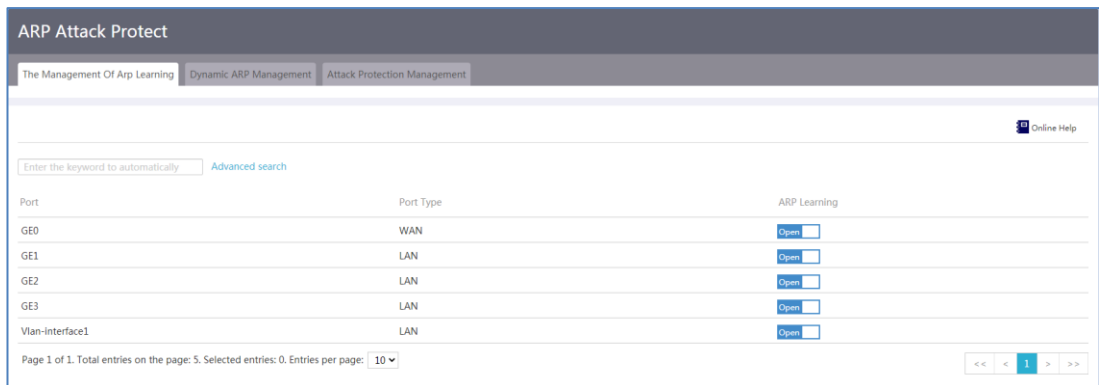 ARP Attack Protect
The Management Of Arp Learning Dynamic ARP Management Attack Protection Management
Online Help
Enter the keyword to automatically Advanced search
Port Port Type ARP Learning
GE0 WAN Open
GE1 LAN Open
GE2 LAN Open
GE3 LAN Open
Vlan-interface1 LAN Open
Page 1 of 1. Total entries on the page: 5. Selected entries: 0. Entries per page: 10
<< < 1 > >>